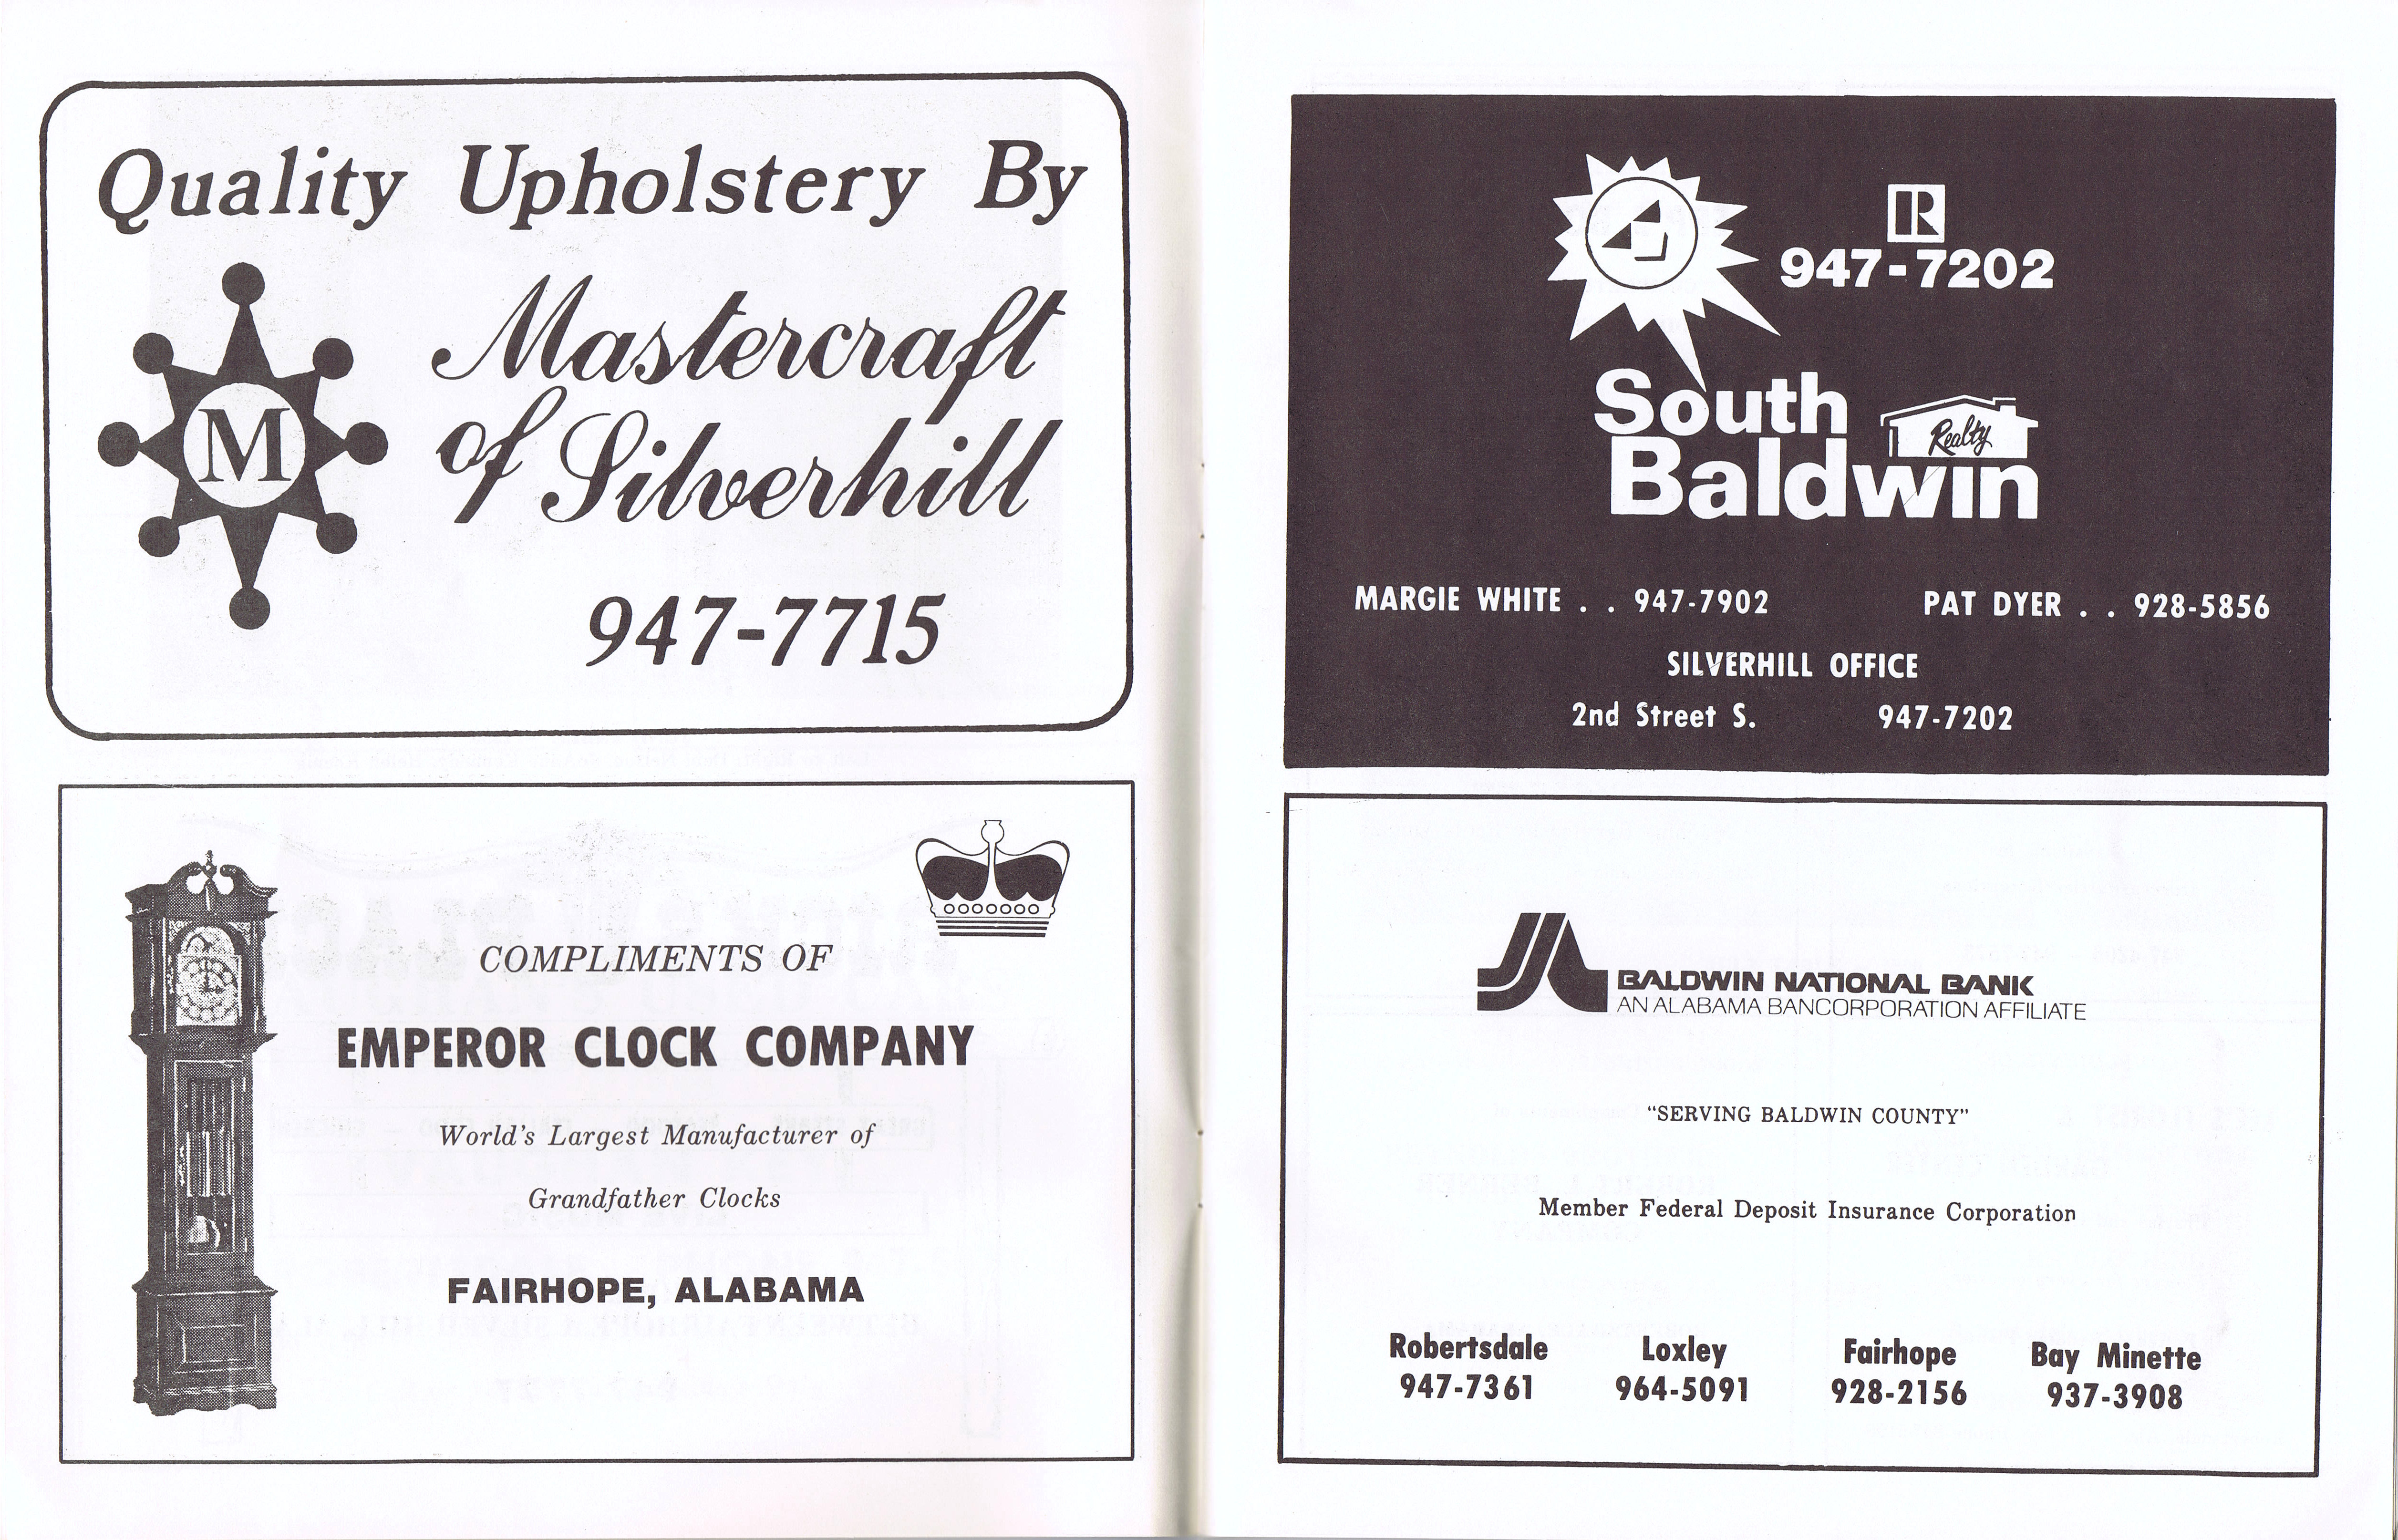 Quality Upholstery By
M
Mastercraft
of Silverhill
947-7715
COMPLIMENTS OF
EMPEROR CLOCK COMPANY
World's Largest Manufacturer of
Grandfather Clocks
FAIRHOPE, ALABAMA
R
947-7202
South
Realty
Baldwin
MARGIE WHITE . . 947-7902 PAT DYER . . 928-5856
SILVERHILL OFFICE
2nd Street S. 947-7202
BALDWIN NATIONAL BANK
AN ALABAMA BANCORPORATION AFFILIATE
"SERVING BALDWIN COUNTY"
Member Federal Deposit Insurance Corporation
Robertsdale Loxley Fairhope Bay Minette
947-7361 964-5091 928-2156 937-3908